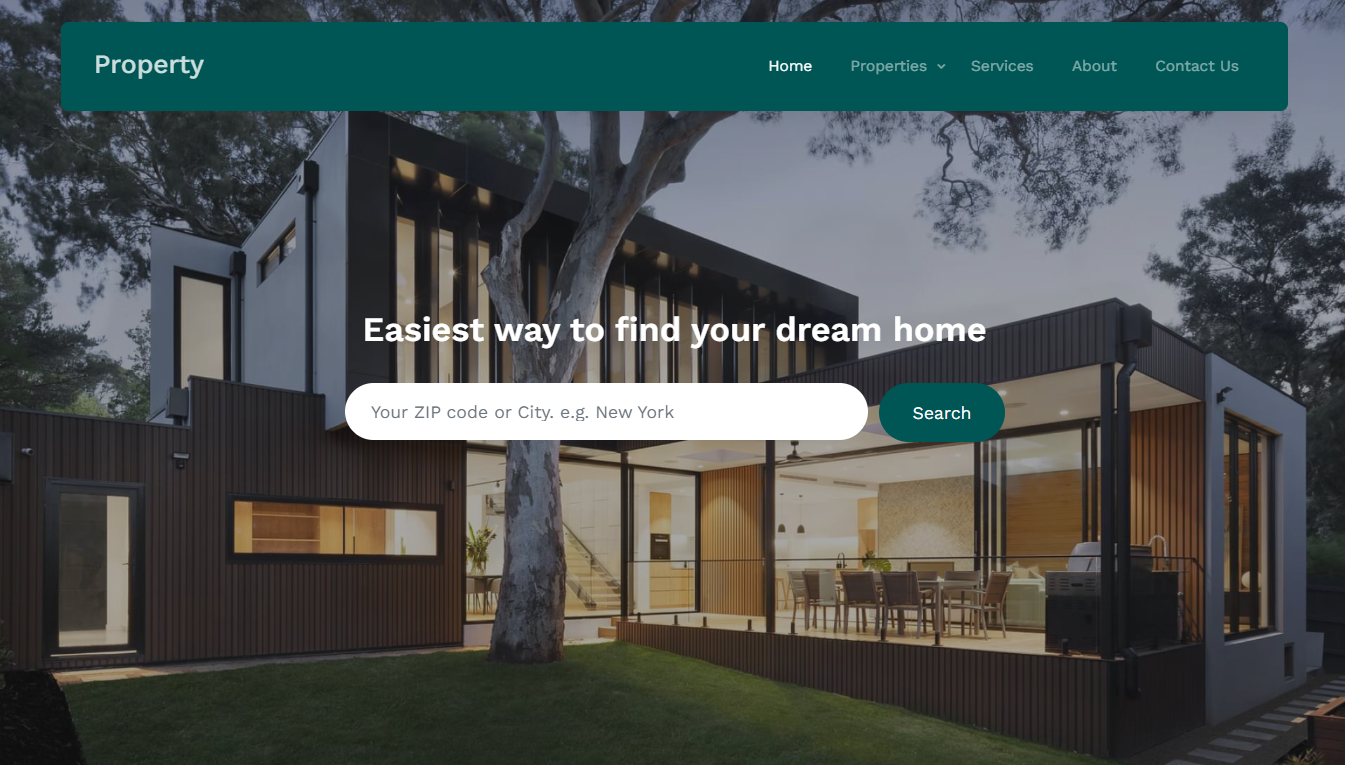 Property
Home Properties Services About Contact Us
Easiest way to find your dream home
Your ZIP code or City. e.g. New York
Search